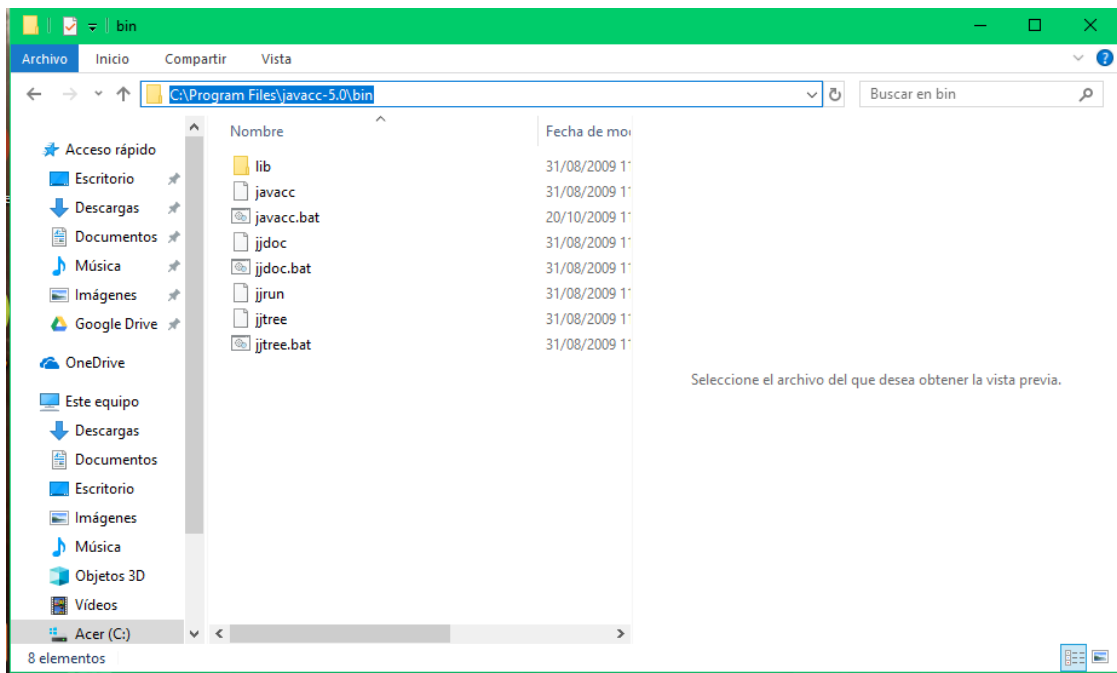 bin
Archivo Inicio Compartir Vista
C:\Program Files\javacc-5.0\bin
Buscar en bin
Acceso rápido
Escritorio
Descargas
Documentos
Música
Imágenes
Google Drive
OneDrive
Este equipo
Descargas
Documentos
Escritorio
Imágenes
Música
Objetos 3D
Vídeos
Acer (C:)
Nombre Fecha de mo
lib 31/08/2009 1
javacc 31/08/2009 1
javacc.bat 20/10/2009 1
jjdoc 31/08/2009 1
jjdoc.bat 31/08/2009 1
jjrun 31/08/2009 1
jjtree 31/08/2009 1
jjtree.bat 31/08/2009 1
Seleccione el archivo del que desea obtener la vista previa.
8 elementos